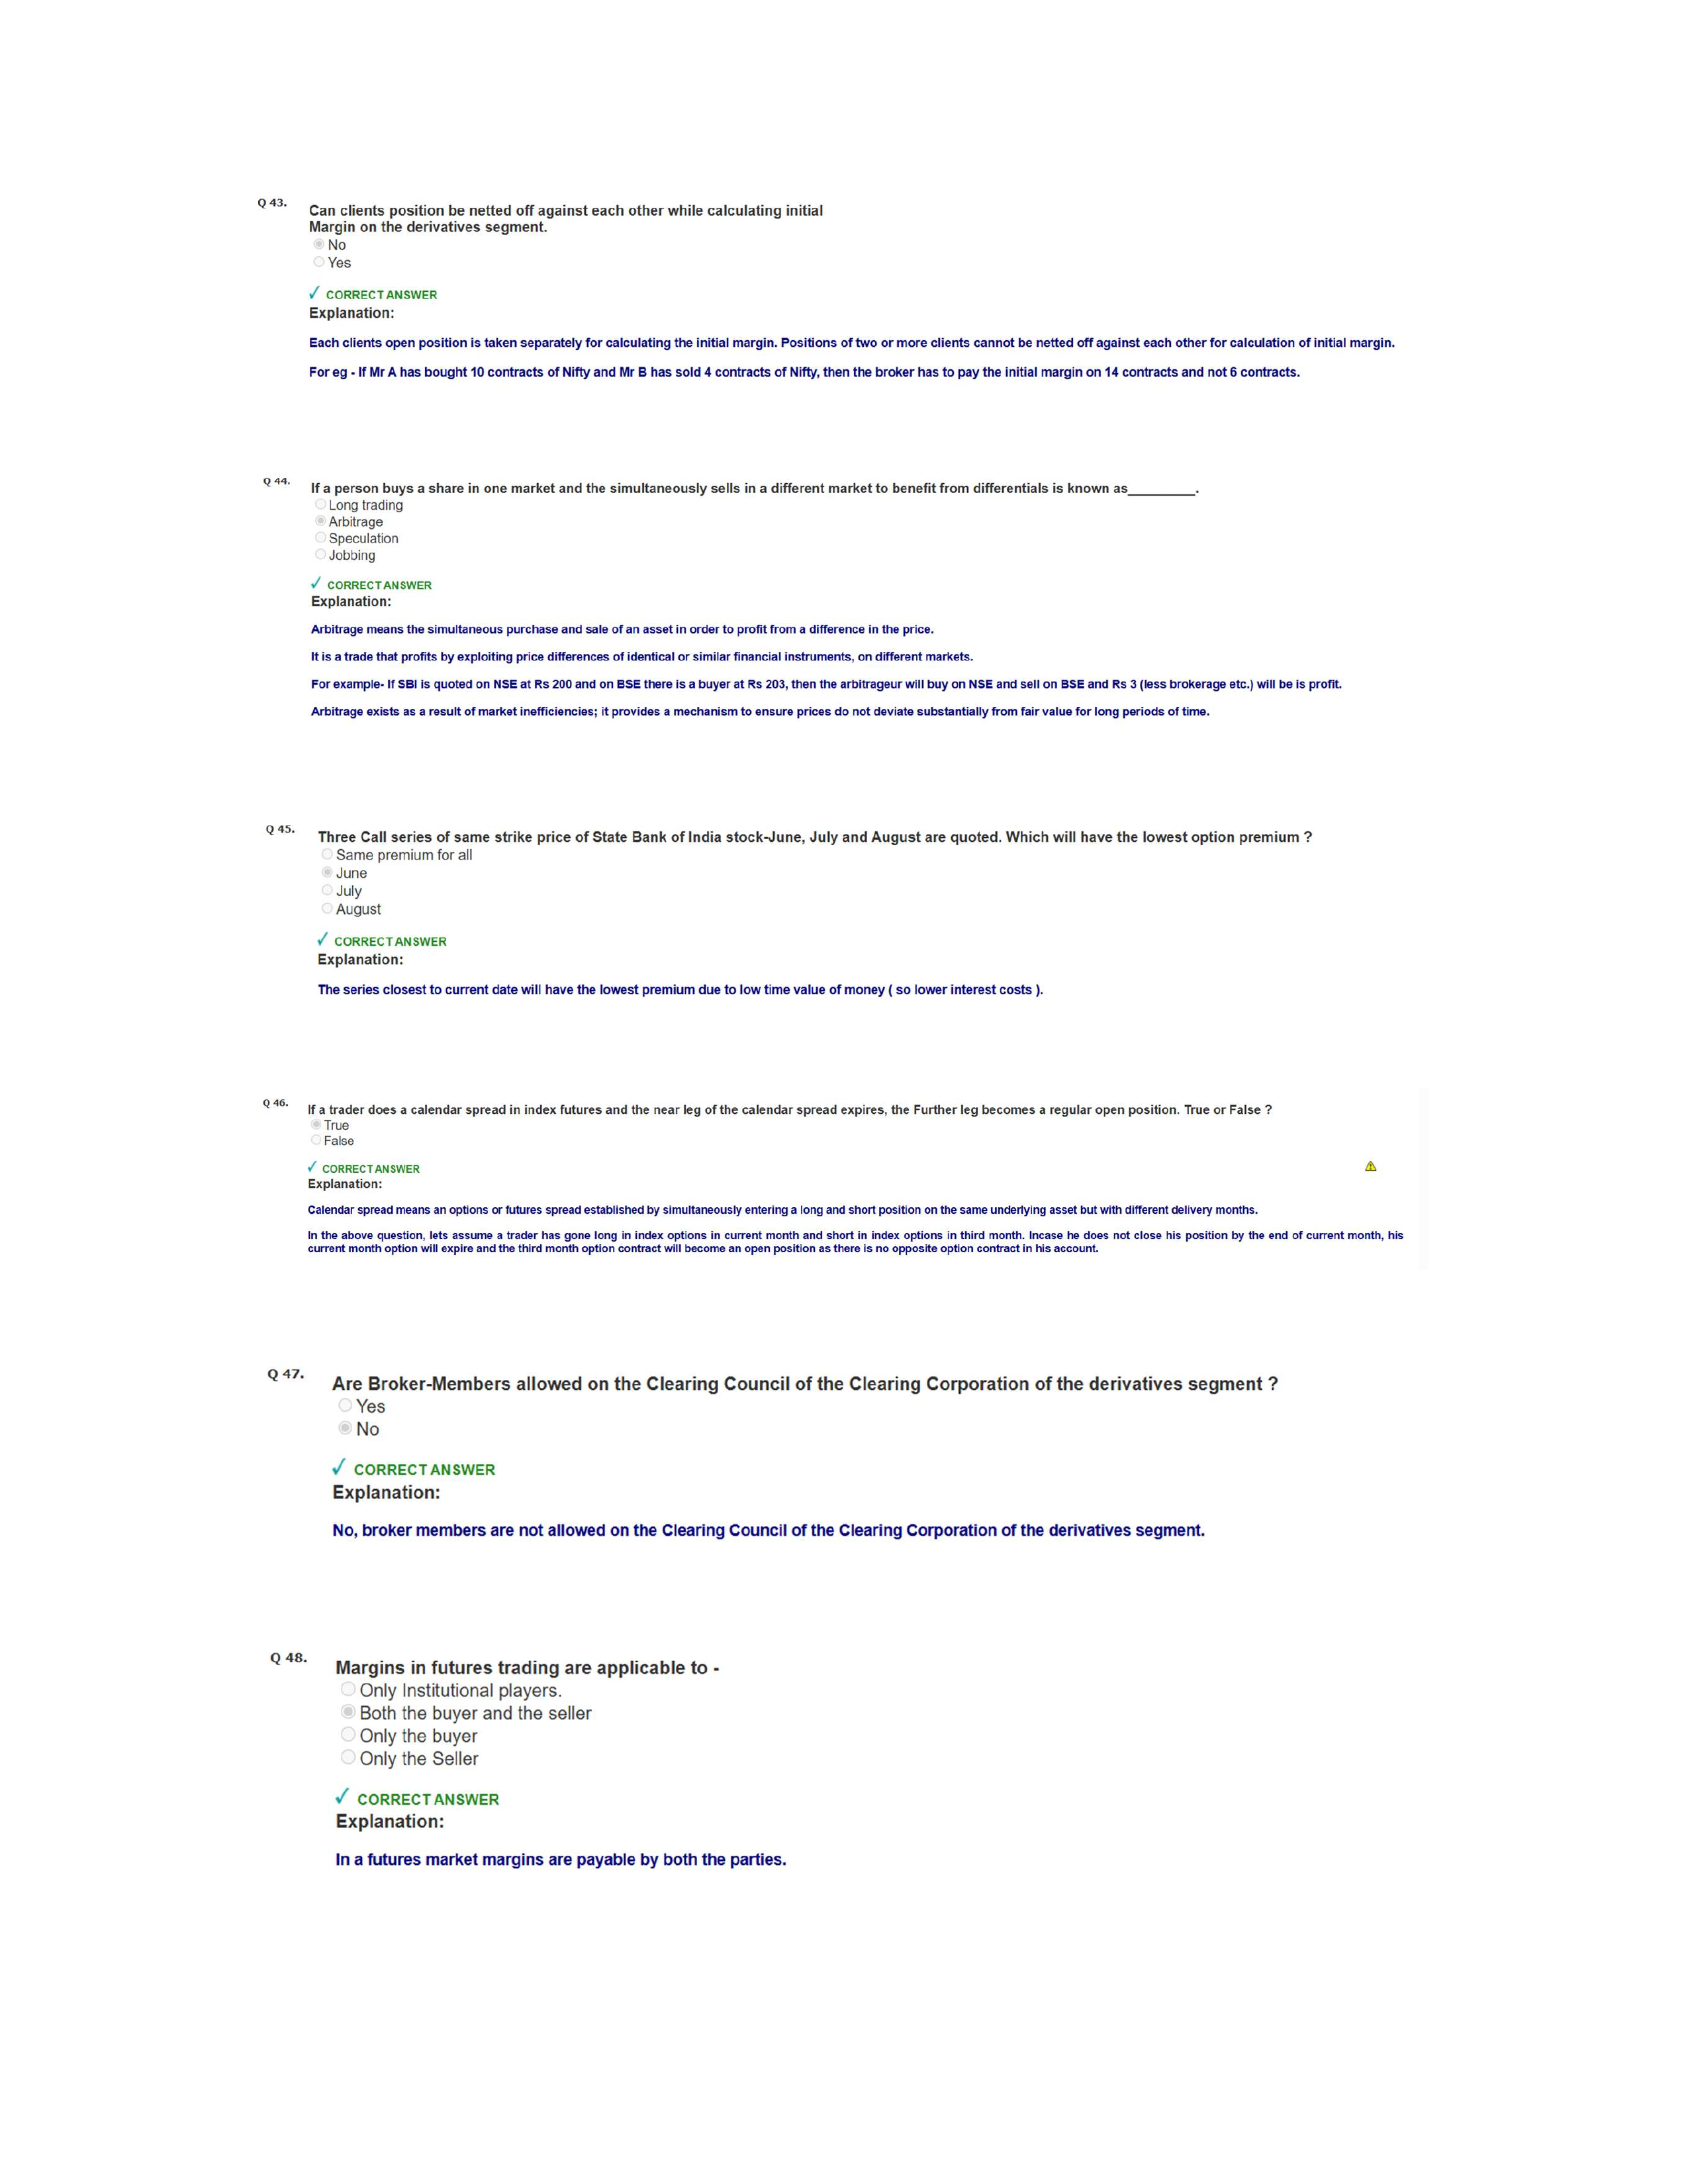 Q 43.
Can clients position be netted off against each other while calculating initial
Margin on the derivatives segment.
No
Yes
✓ CORRECT ANSWER
Explanation:
Each clients open position is taken separately for calculating the initial margin. Positions of two or more clients cannot be netted off against each other for calculation of initial margin.
For eg - If Mr A has bought 10 contracts of Nifty and Mr B has sold 4 contracts of Nifty, then the broker has to pay the initial margin on 14 contracts and not 6 contracts.
Q 44.
If a person buys a share in one market and the simultaneously sells in a different market to benefit from differentials is known as__________.
Long trading
Arbitrage
Speculation
Jobbing
✓ CORRECT ANSWER
Explanation:
Arbitrage means the simultaneous purchase and sale of an asset in order to profit from a difference in the price.
It is a trade that profits by exploiting price differences of identical or similar financial instruments, on different markets.
For example- If SBI is quoted on NSE at Rs 200 and on BSE there is a buyer at Rs 203, then the arbitrageur will buy on NSE and sell on BSE and Rs 3 (less brokerage etc.) will be is profit.
Arbitrage exists as a result of market inefficiencies; it provides a mechanism to ensure prices do not deviate substantially from fair value for long periods of time.
Q 45.
Three Call series of same strike price of State Bank of India stock-June, July and August are quoted. Which will have the lowest option premium ?
Same premium for all
June
July
August
✓ CORRECT ANSWER
Explanation:
The series closest to current date will have the lowest premium due to low time value of money ( so lower interest costs ).
Q 46.
If a trader does a calendar spread in index futures and the near leg of the calendar spread expires, the Further leg becomes a regular open position. True or False ?
True
False
✓ CORRECT ANSWER
Explanation:
Calendar spread means an options or futures spread established by simultaneously entering a long and short position on the same underlying asset but with different delivery months.
In the above question, lets assume a trader has gone long in index options in current month and short in index options in third month. Incase he does not close his position by the end of current month, his
current month option will expire and the third month option contract will become an open position as there is no opposite option contract in his account.
Q 47.
Are Broker-Members allowed on the Clearing Council of the Clearing Corporation of the derivatives segment ?
Yes
No
✓ CORRECT ANSWER
Explanation:
No, broker members are not allowed on the Clearing Council of the Clearing Corporation of the derivatives segment.
Q 48.
Margins in futures trading are applicable to -
Only Institutional players.
Both the buyer and the seller
Only the buyer
Only the Seller
✓ CORRECT ANSWER
Explanation:
In a futures market margins are payable by both the parties.